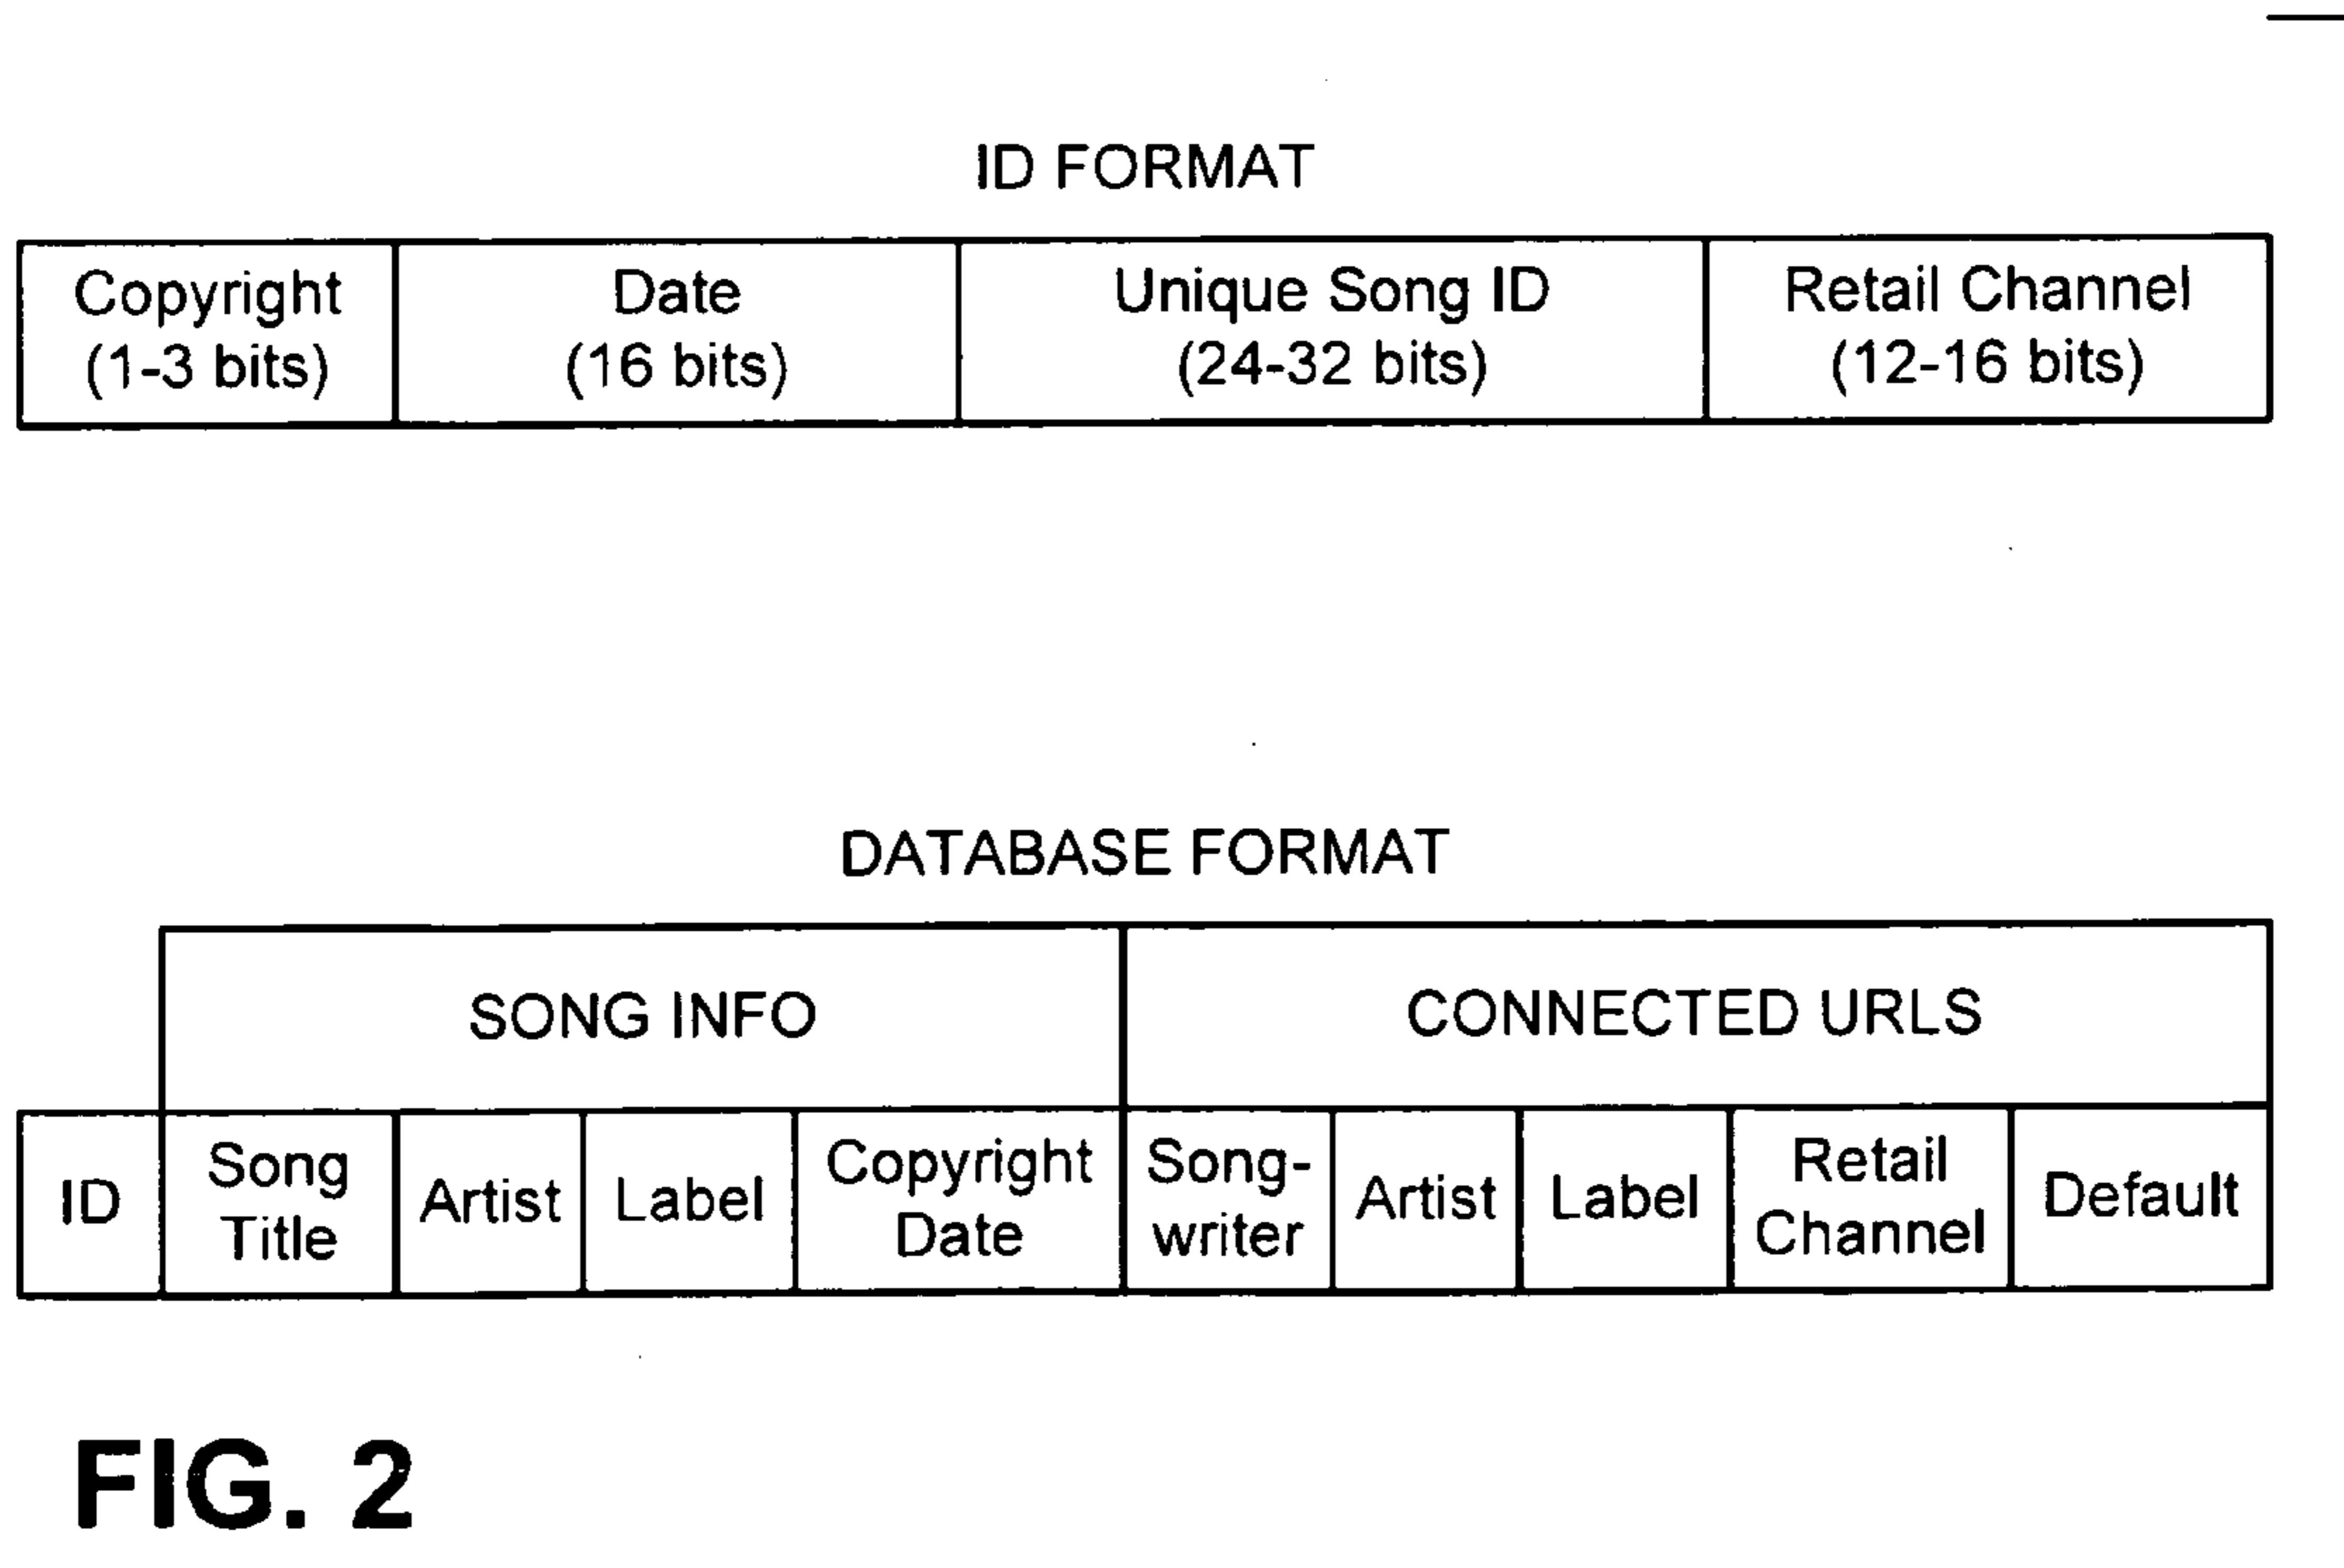 ID FORMAT
Copyright
(1-3 bits)
Date
(16 bits)
Unique Song ID
(24-32 bits)
Retail Channel
(12-16 bits)
DATABASE FORMAT
SONG INFO
CONNECTED URLS
ID
Song
Title
Artist
Label
Copyright
Date
Song-
writer
Artist
Label
Retail
Channel
Default
FIG. 2